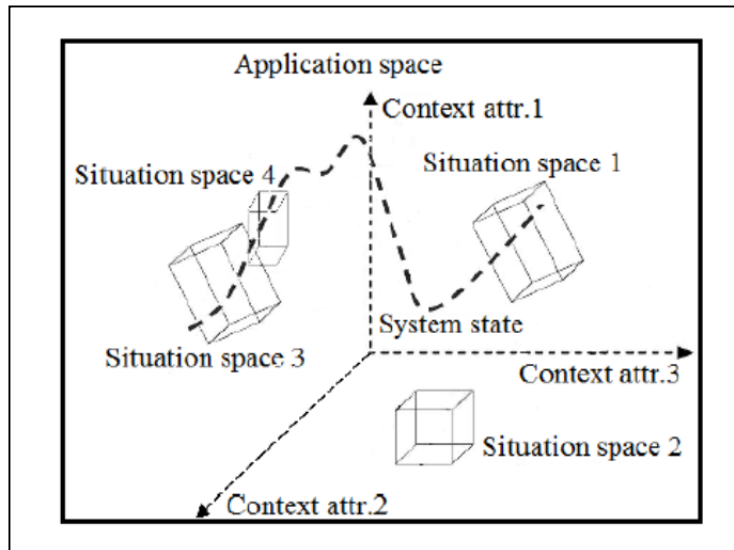 Application space
Context attr.1
Situation space 4
Situation space 1
System state
Situation space 3
Context attr.3
Situation space 2
Context attr.2